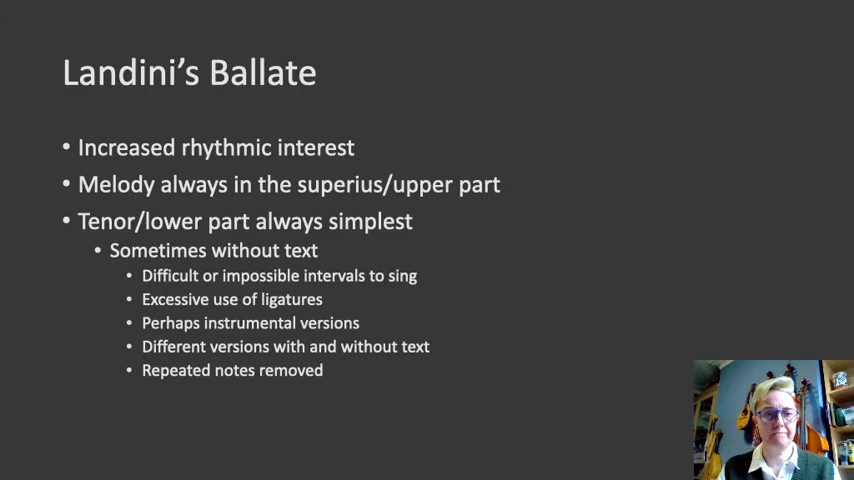 Landini’s Ballate
• Increased rhythmic interest
• Melody always in the superius/upper part
• Tenor/lower part always simplest
• Sometimes without text
• Difficult or impossible intervals to sing
• Excessive use of ligatures
• Perhaps instrumental versions
• Different versions with and without text
• Repeated notes removed